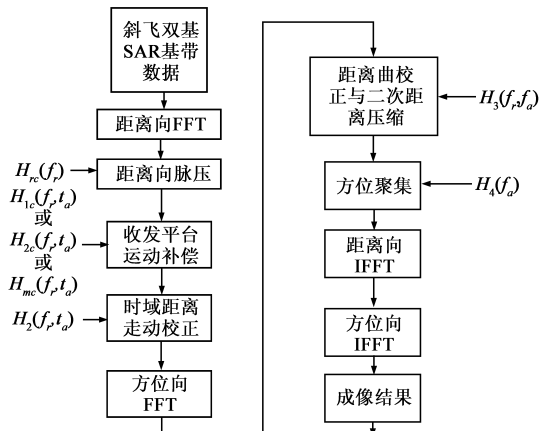 斜飞双基
SAR基带
数据
距离向FFT
H_rc(f_r)
距离向脉压
H_1c(f_r,t_a)
或
H_2c(f_r,t_a)
或
H_mc(f_r,t_a)
收发平台
运动补偿
H_2(f_r,t_a)
时域距离
走动校正
方位向
FFT
距离曲校
正与二次距
离压缩
H_3(f_r,f_a)
方位聚集
H_4(f_a)
距离向
IFFT
方位向
IFFT
成像结果